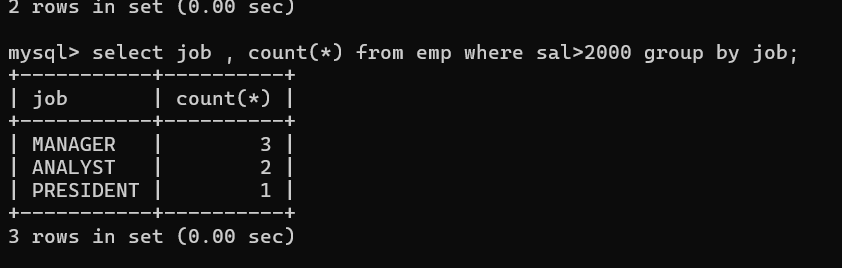 2 rows in set (0.00 sec)
mysql> select job , count(*) from emp where sal>2000 group by job;
+-----------+----------+
| job       | count(*) |
+-----------+----------+
| MANAGER   |        3 |
| ANALYST   |        2 |
| PRESIDENT |        1 |
+-----------+----------+
3 rows in set (0.00 sec)